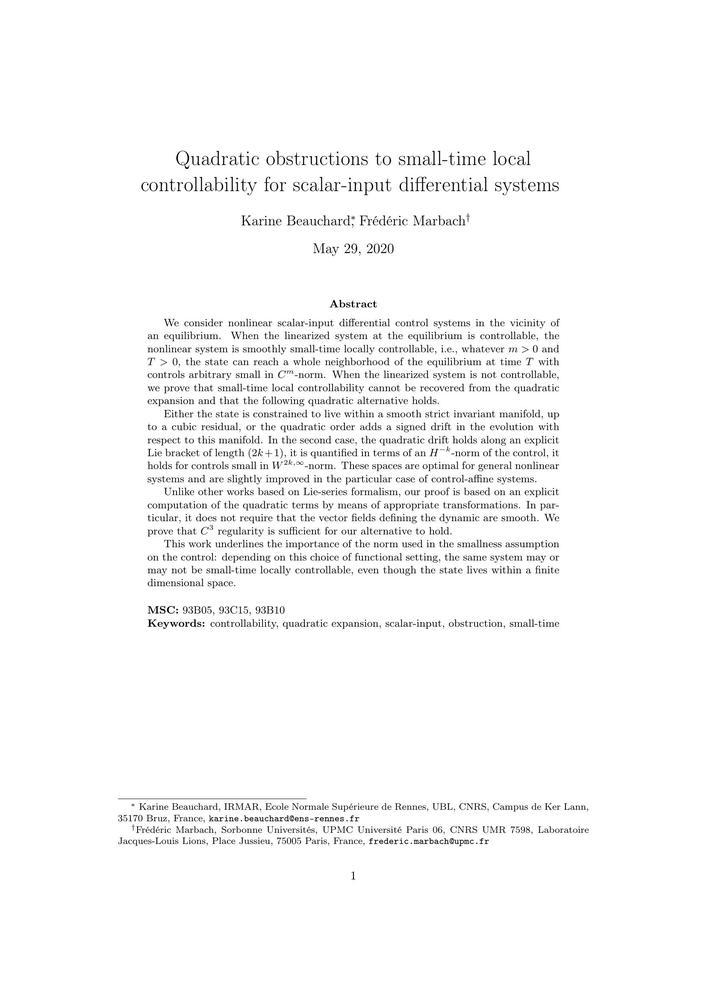 Quadratic obstructions to small-time local
controllability for scalar-input differential systems
Karine Beauchard*, Frédéric Marbach†
May 29, 2020
Abstract
We consider nonlinear scalar-input differential control systems in the vicinity of
an equilibrium. When the linearized system at the equilibrium is controllable, the
nonlinear system is smoothly small-time locally controllable, i.e., whatever m > 0 and
T > 0, the state can reach a whole neighborhood of the equilibrium at time T with
controls arbitrary small in Cᵐ-norm. When the linearized system is not controllable,
we prove that small-time local controllability cannot be recovered from the quadratic
expansion and that the following quadratic alternative holds.
Either the state is constrained to live within a smooth strict invariant manifold, up
to a cubic residual, or the quadratic order adds a signed drift in the evolution with
respect to this manifold. In the second case, the quadratic drift holds along an explicit
Lie bracket of length (2k+1), it is quantified in terms of an H⁻ᵏ-norm of the control, it
holds for controls small in W²ᵏ,∞-norm. These spaces are optimal for general nonlinear
systems and are slightly improved in the particular case of control-affine systems.
Unlike other works based on Lie-series formalism, our proof is based on an explicit
computation of the quadratic terms by means of appropriate transformations. In par-
ticular, it does not require that the vector fields defining the dynamic are smooth. We
prove that C³ regularity is sufficient for our alternative to hold.
This work underlines the importance of the norm used in the smallness assumption
on the control: depending on this choice of functional setting, the same system may or
may not be small-time locally controllable, even though the state lives within a finite
dimensional space.
MSC: 93B05, 93C15, 93B10
Keywords: controllability, quadratic expansion, scalar-input, obstruction, small-time
* Karine Beauchard, IRMAR, Ecole Normale Supérieure de Rennes, UBL, CNRS, Campus de Ker Lann,
35170 Bruz, France, karine.beauchard@ens-rennes.fr
†Frédéric Marbach, Sorbonne Universités, UPMC Université Paris 06, CNRS UMR 7598, Laboratoire
Jacques-Louis Lions, Place Jussieu, 75005 Paris, France, frederic.marbach@upmc.fr
1